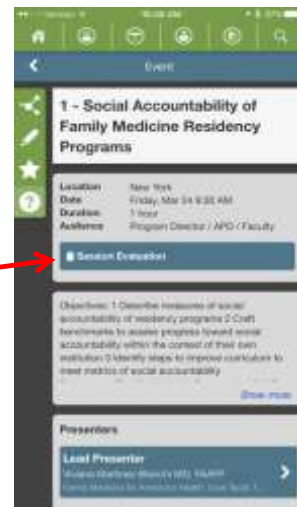 Event
1 - Social Accountability of
Family Medicine Residency
Programs
Location New York
Date Friday, Mar 24 9:30 AM
Duration 1 hour
Audience Program Director / APD / Faculty
Session Evaluation
Objectives: 1 Describe measures of social
accountability of residency programs 2 Craft
benchmarks to assess progress toward social
accountability within the context of their own
institution 3 Identify steps to improve curriculum to
meet metrics of social accountability
Show more
Presenters
Lead Presenter